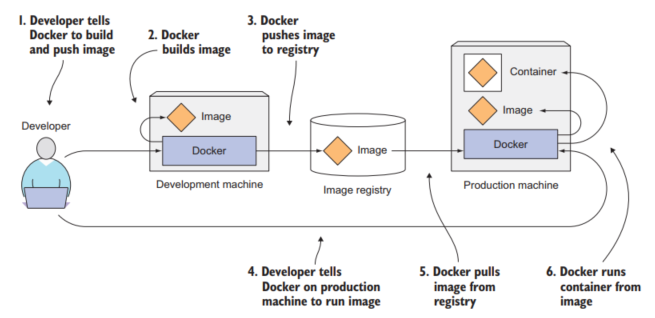 1. Developer tells
Docker to build
and push image
2. Docker
builds image
3. Docker
pushes image
to registry
Container
Image
Image
Developer
Docker
Image
Docker
Development machine
Image registry
Production machine
4. Developer tells
Docker on production
machine to run image
5. Docker pulls
image from
registry
6. Docker runs
container from
image